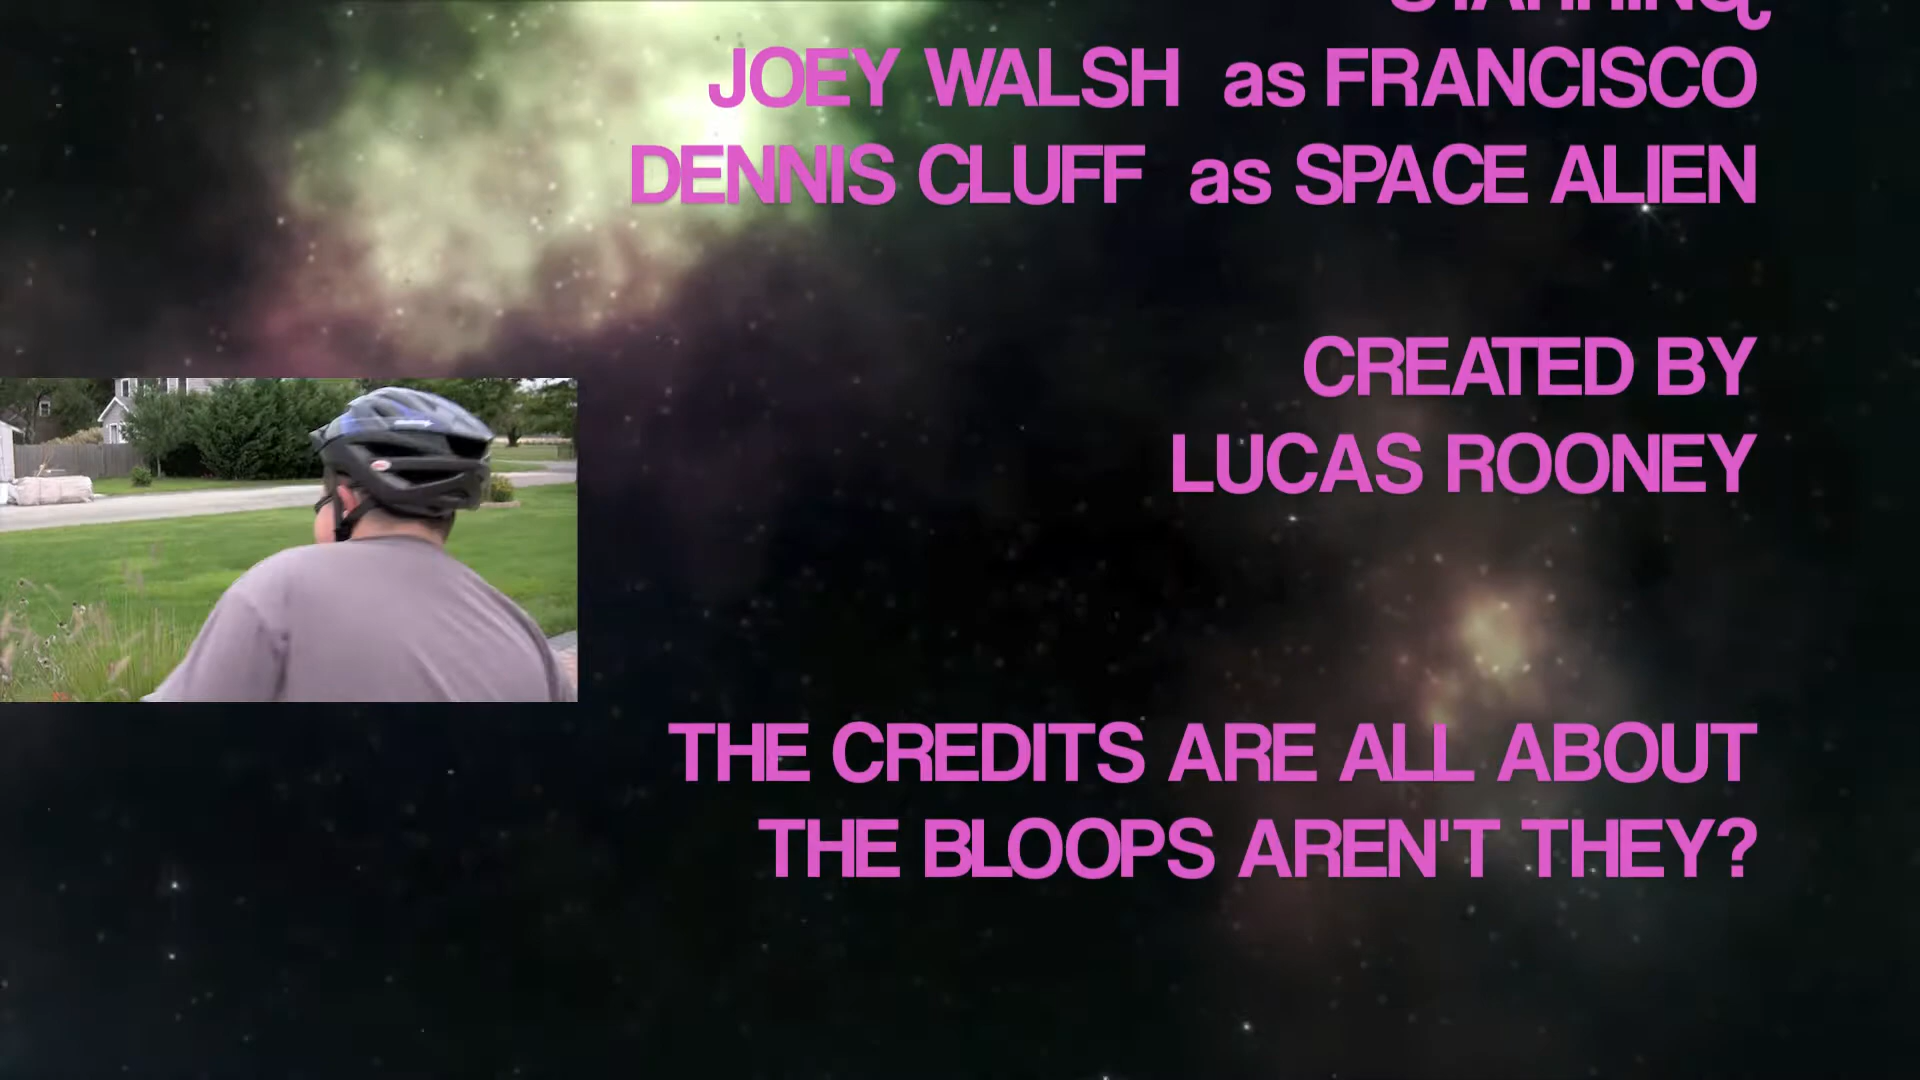 STARRING
JOEY WALSH as FRANCISCO
DENNIS CLUFF as SPACE ALIEN
CREATED BY
LUCAS ROONEY
THE CREDITS ARE ALL ABOUT
THE BLOOPS AREN'T THEY?